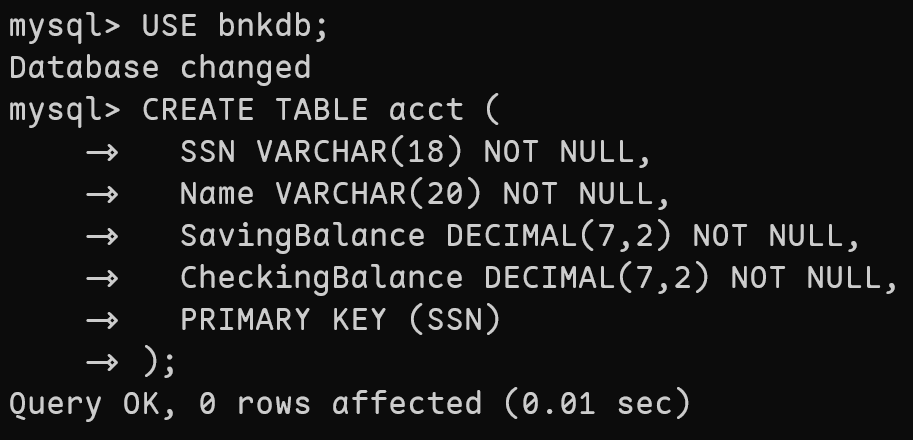 mysql> USE bnkdb;
Database changed
mysql> CREATE TABLE acct (
    ->   SSN VARCHAR(18) NOT NULL,
    ->   Name VARCHAR(20) NOT NULL,
    ->   SavingBalance DECIMAL(7,2) NOT NULL,
    ->   CheckingBalance DECIMAL(7,2) NOT NULL,
    ->   PRIMARY KEY (SSN)
    -> );
Query OK, 0 rows affected (0.01 sec)